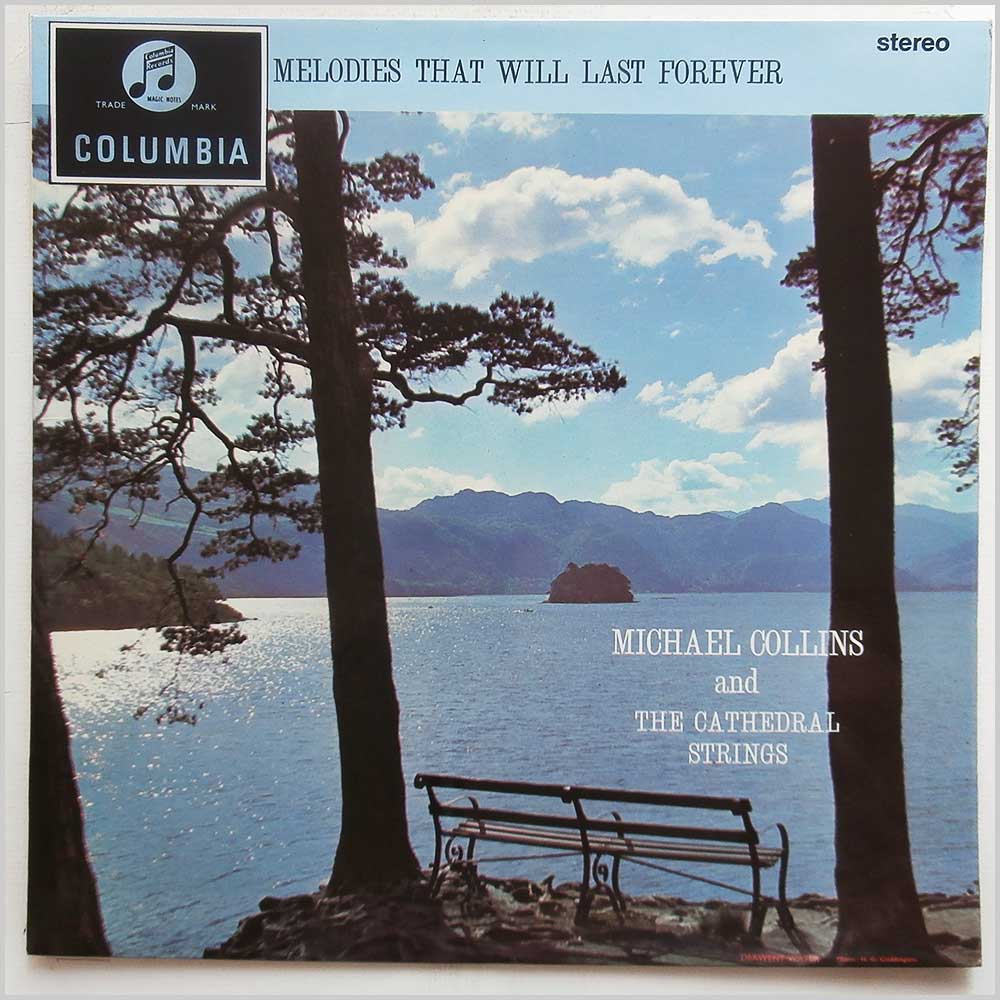 Columbia
Records
MAGIC NOTES
TRADE MARK
COLUMBIA
MELODIES THAT WILL LAST FOREVER
stereo
MICHAEL COLLINS
and
THE CATHEDRAL
STRINGS
DERWENT WATER